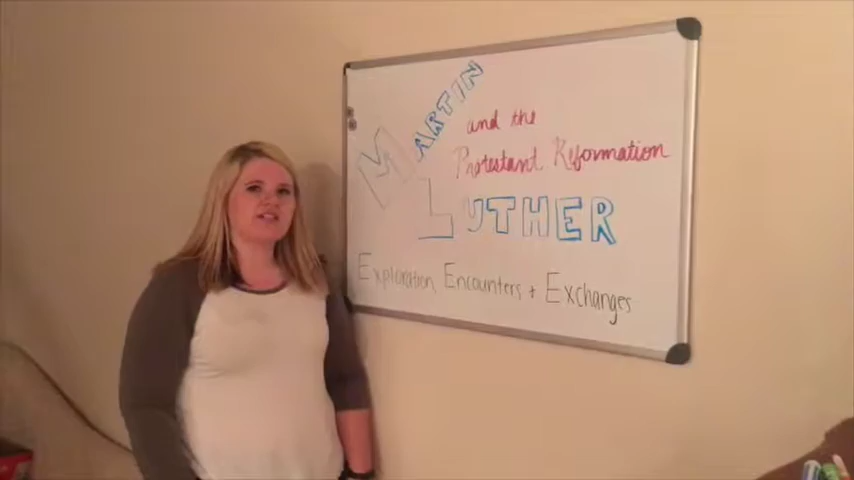 MARTIN
and the
Protestant Reformation
LUTHER
Exploration, Encounters + Exchanges